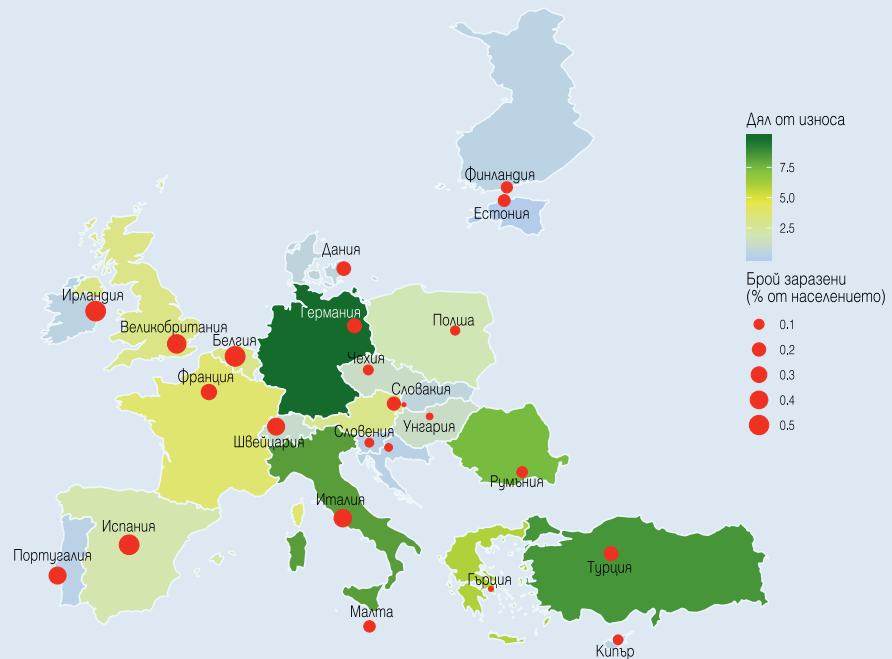 Финландия
Естония
Дания
Ирландия
Германия
Великобритания
Полша
Белгия
Чехия
Франция
Словакия
Швейцария
Словения
Унгария
Румъния
Италия
Испания
Португалия
Турция
Гърция
Малта
Кипър
Дял от износа
7.5
5.0
2.5
Брой заразени
(% от населението)
0.1
0.2
0.3
0.4
0.5